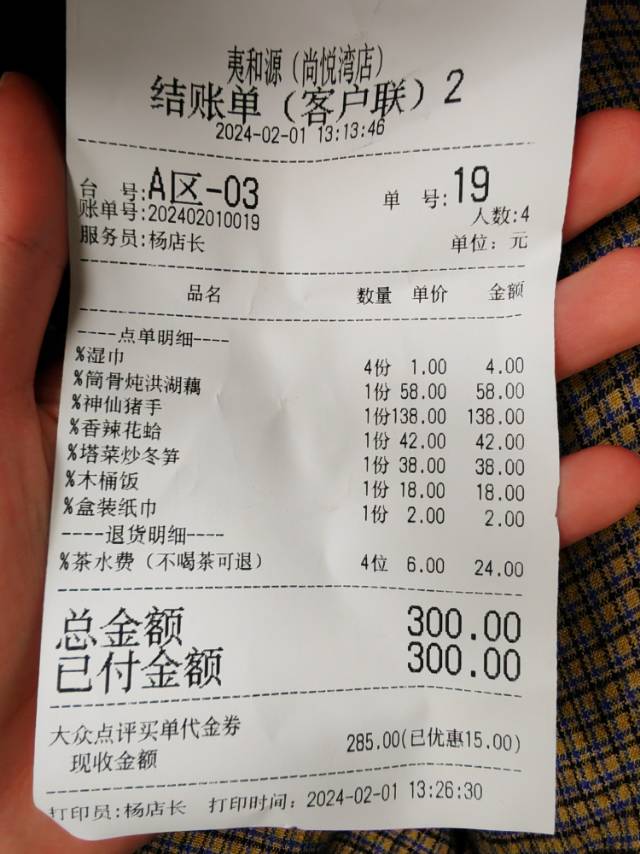 夷和源（尚悦湾店）
结账单（客户联）2
2024-02-01 13:13:46
台 号:A区-03 单 号:19
账单号:202402010019 人数:4
服务员:杨店长 单位：元
品名 数量 单价 金额
----点单明细----
%湿巾 4份 1.00 4.00
%筒骨炖洪湖藕 1份 58.00 58.00
%神仙猪手 1份138.00 138.00
%香辣花蛤 1份 42.00 42.00
%塔菜炒冬笋 1份 38.00 38.00
%木桶饭 1份 18.00 18.00
%盒装纸巾 1份 2.00 2.00
----退货明细----
%茶水费（不喝茶可退） 4位 6.00 24.00
总金额 300.00
已付金额 300.00
大众点评买单代金券 285.00(已优惠15.00)
现收金额
打印员:杨店长 打印时间：2024-02-01 13:26:30